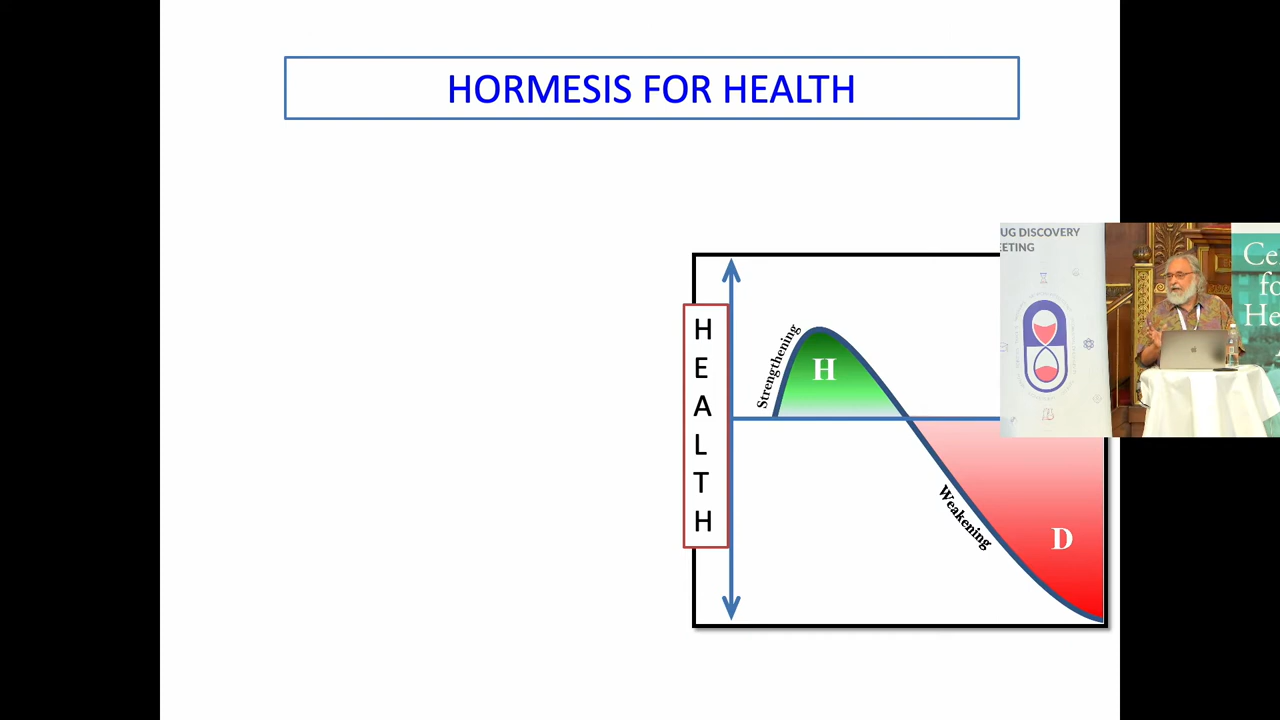 HORMESIS FOR HEALTH
UG DISCOVERY
EETING
H
E
A
L
T
H
Strengthening
H
Weakening
D
Ce
fo
He